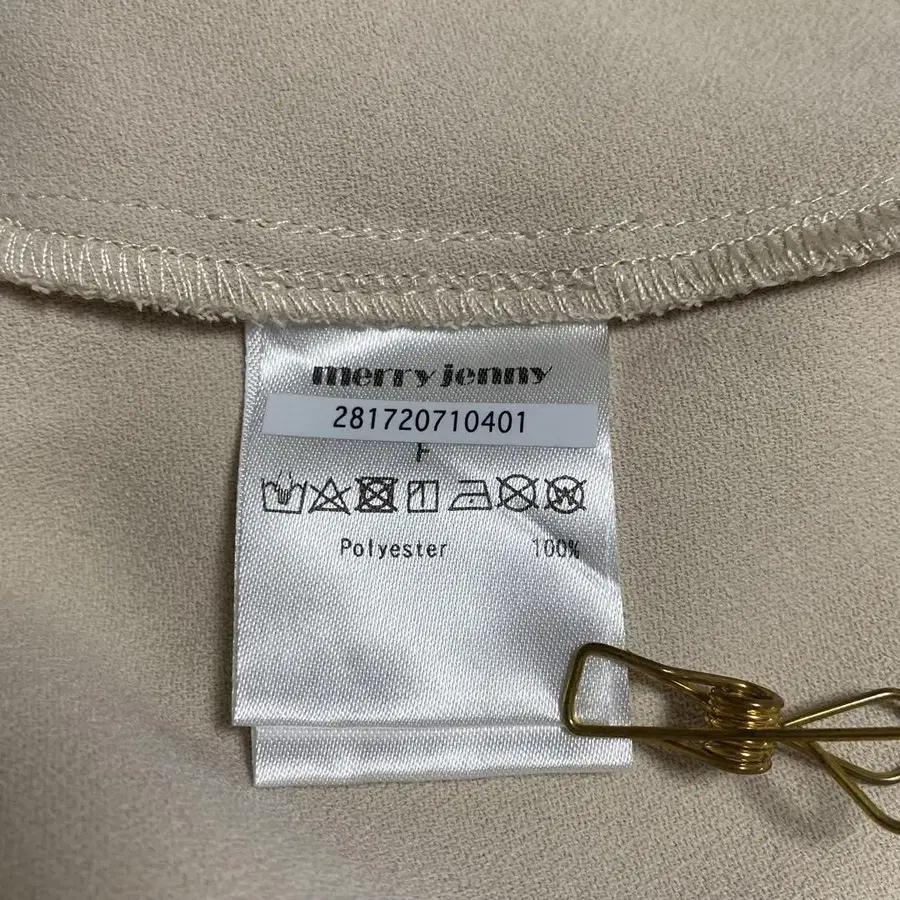 merry jenny
281720710401
F
Polyester 100%